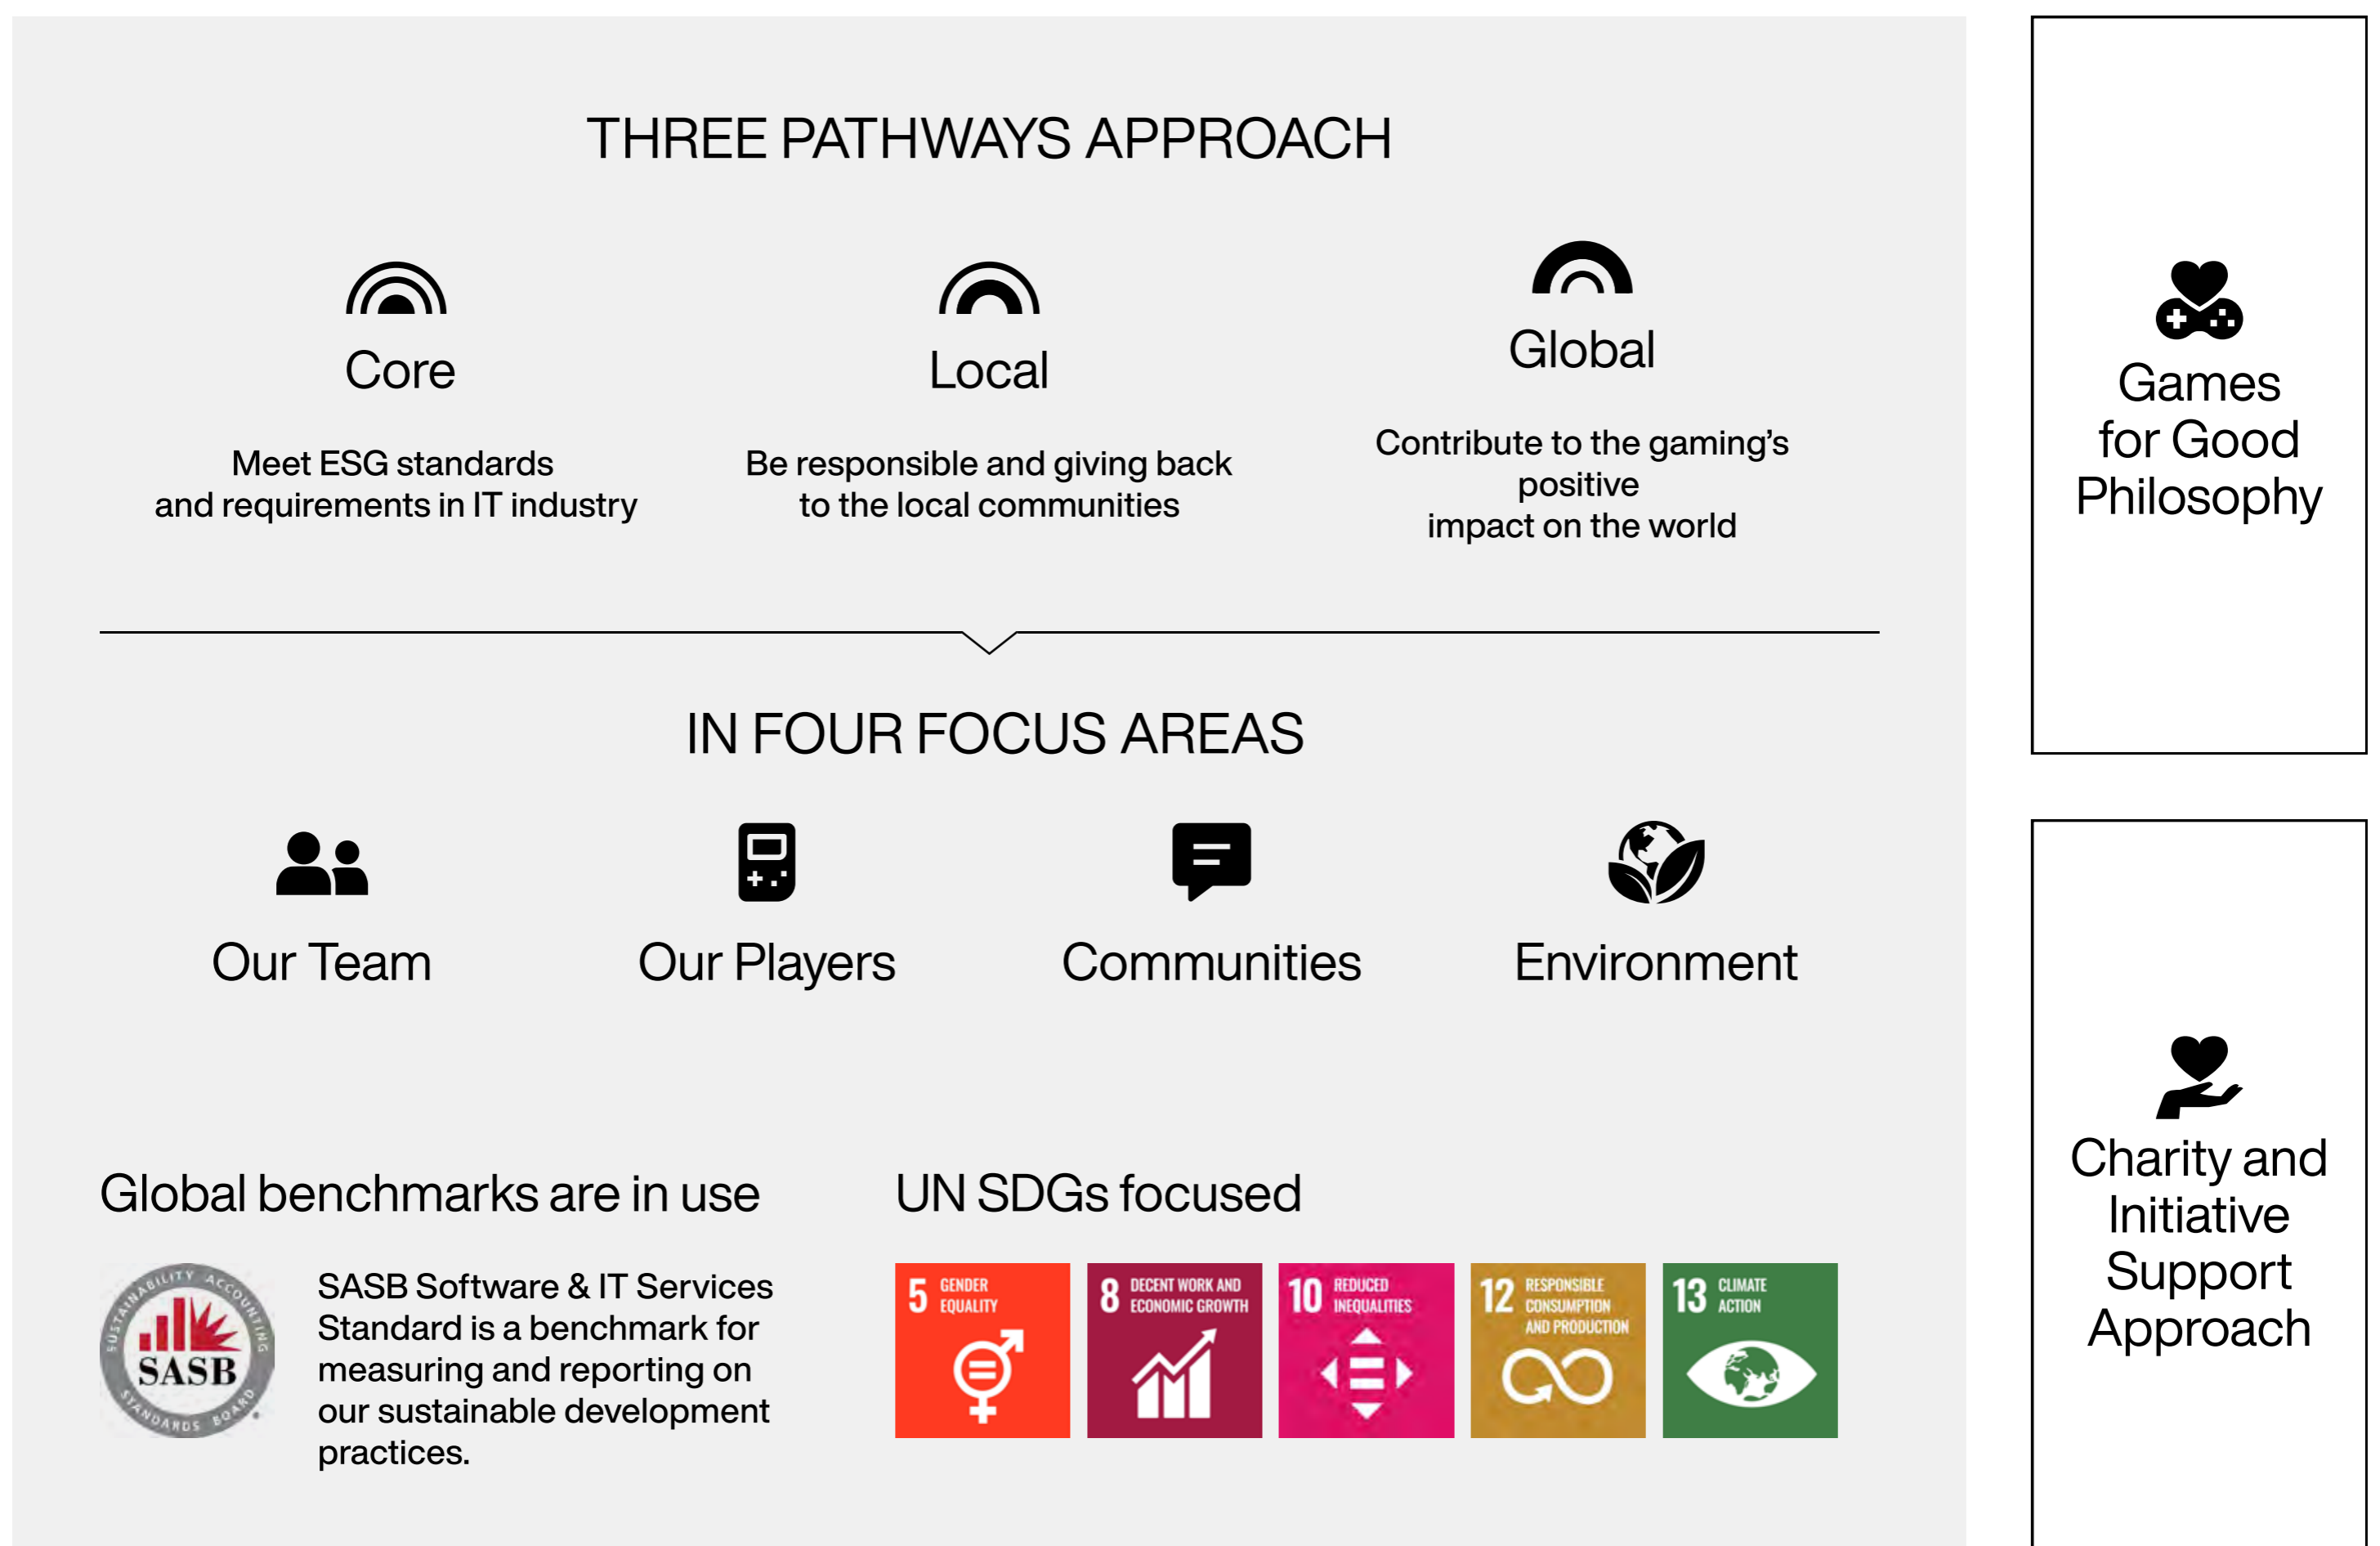 THREE PATHWAYS APPROACH
Core
Meet ESG standards
and requirements in IT industry
Local
Be responsible and giving back
to the local communities
Global
Contribute to the gaming's
positive
impact on the world
IN FOUR FOCUS AREAS
Our Team
Our Players
Communities
Environment
Global benchmarks are in use
SUSTAINABILITY ACCOUNTING
SASB
STANDARDS BOARD
SASB Software & IT Services
Standard is a benchmark for
measuring and reporting on
our sustainable development
practices.
UN SDGs focused
5 GENDER
EQUALITY
8 DECENT WORK AND
ECONOMIC GROWTH
10 REDUCED
INEQUALITIES
12 RESPONSIBLE
CONSUMPTION
AND PRODUCTION
13 CLIMATE
ACTION
Games
for Good
Philosophy
Charity and
Initiative
Support
Approach